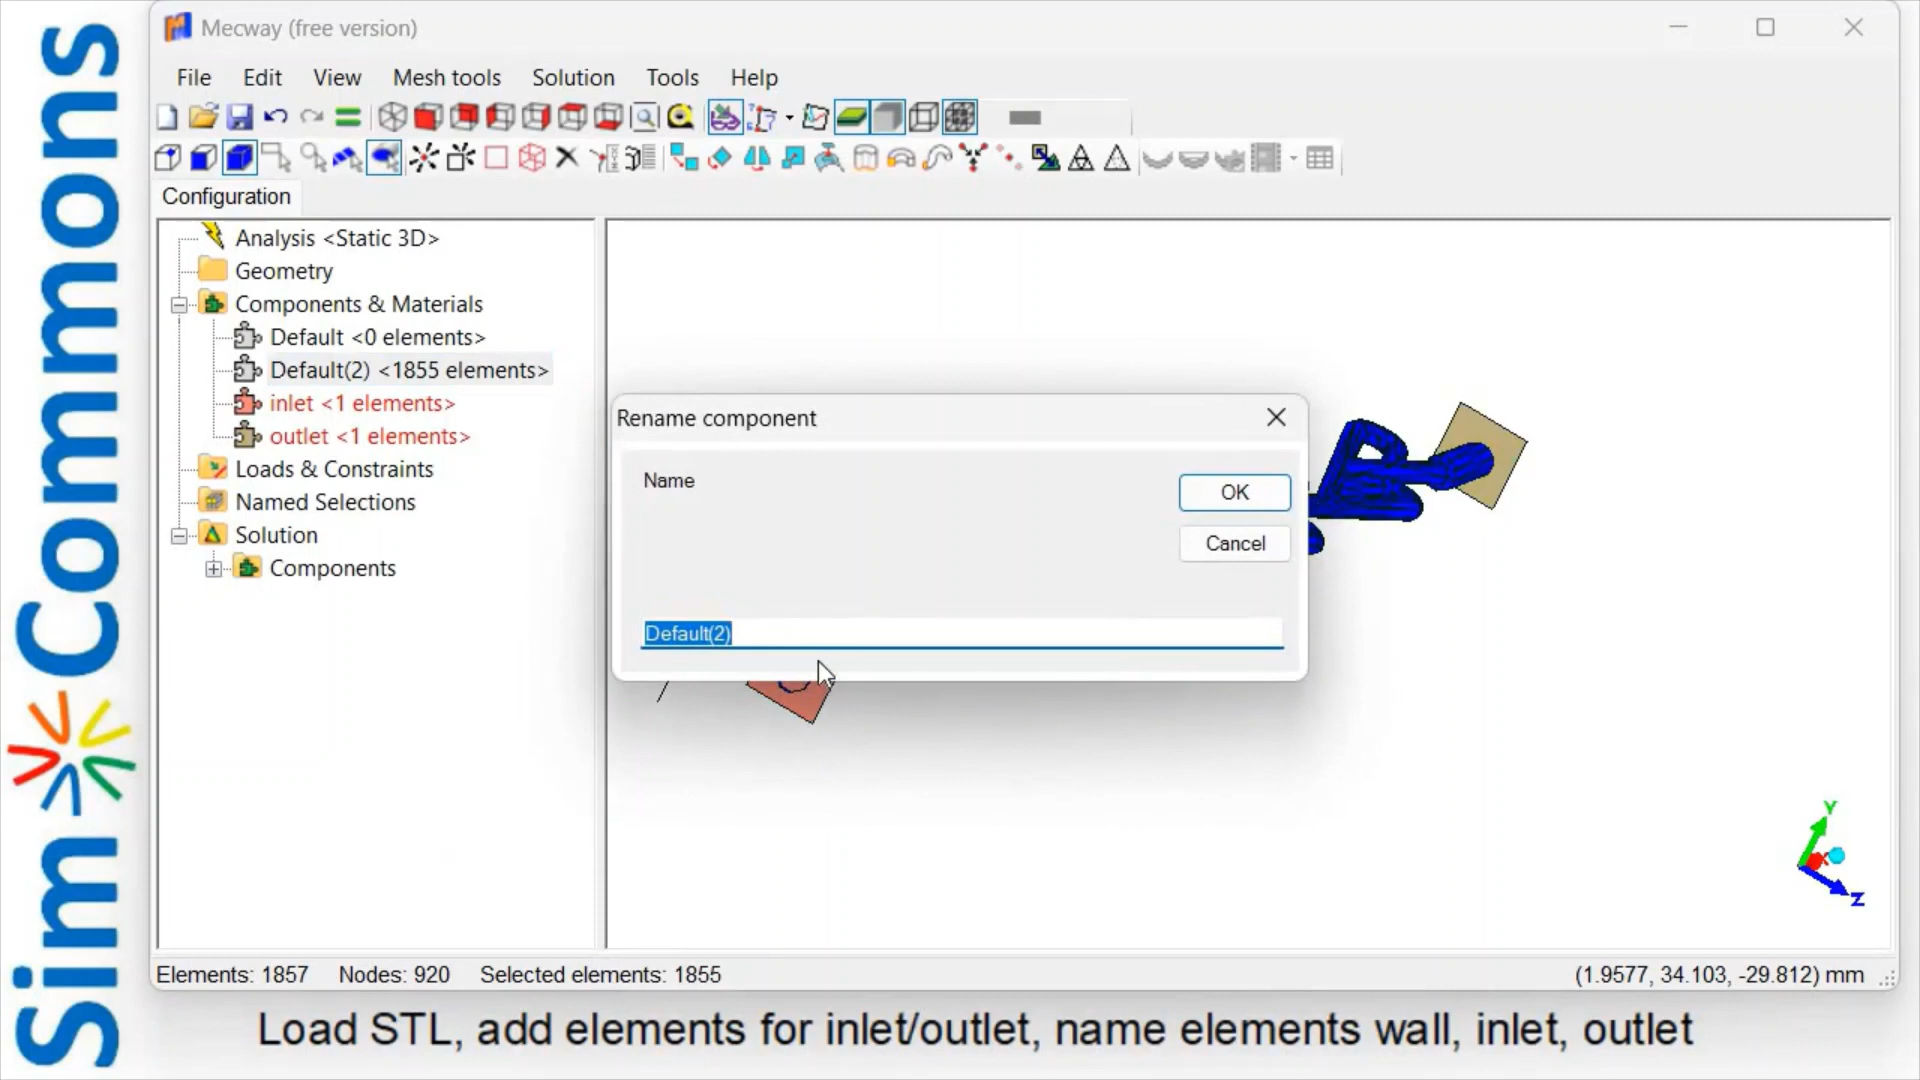 Sim Commons
Mecway (free version)
File Edit View Mesh tools Solution Tools Help
Configuration
Analysis <Static 3D>
Geometry
Components & Materials
Default <0 elements>
Default(2) <1855 elements>
inlet <1 elements>
outlet <1 elements>
Loads & Constraints
Named Selections
Solution
Components
Rename component
Name
OK
Cancel
Default(2)
Y
X
Z
Elements: 1857 Nodes: 920 Selected elements: 1855 (1.9577, 34.103, -29.812) mm
Load STL, add elements for inlet/outlet, name elements wall, inlet, outlet